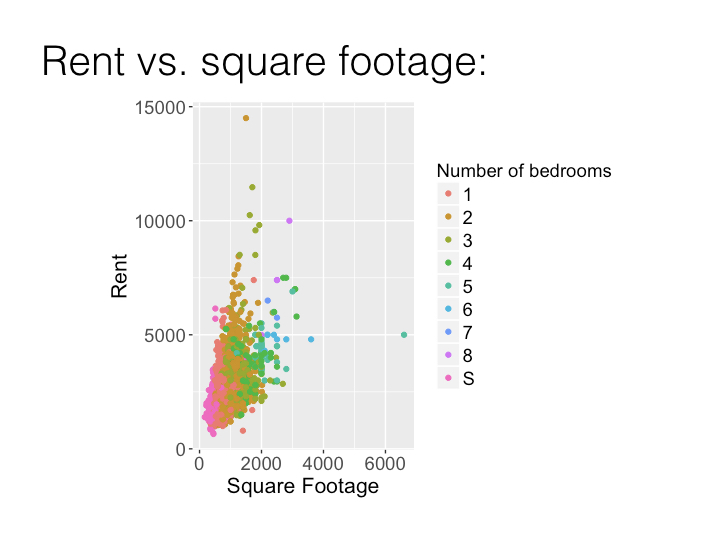 Rent vs. square footage:
15000
10000
5000
0
Rent
0 2000 4000 6000
Square Footage
Number of bedrooms
1
2
3
4
5
6
7
8
S